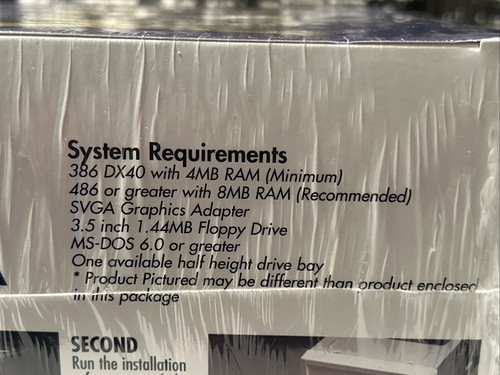 System Requirements
386 DX40 with 4MB RAM (Minimum)
486 or greater with 8MB RAM (Recommended)
SVGA Graphics Adapter
3.5 inch 1.44MB Floppy Drive
MS-DOS 6.0 or greater
One available half height drive bay
* Product Pictured may be different than product enclosed
in this package
SECOND
Run the installation